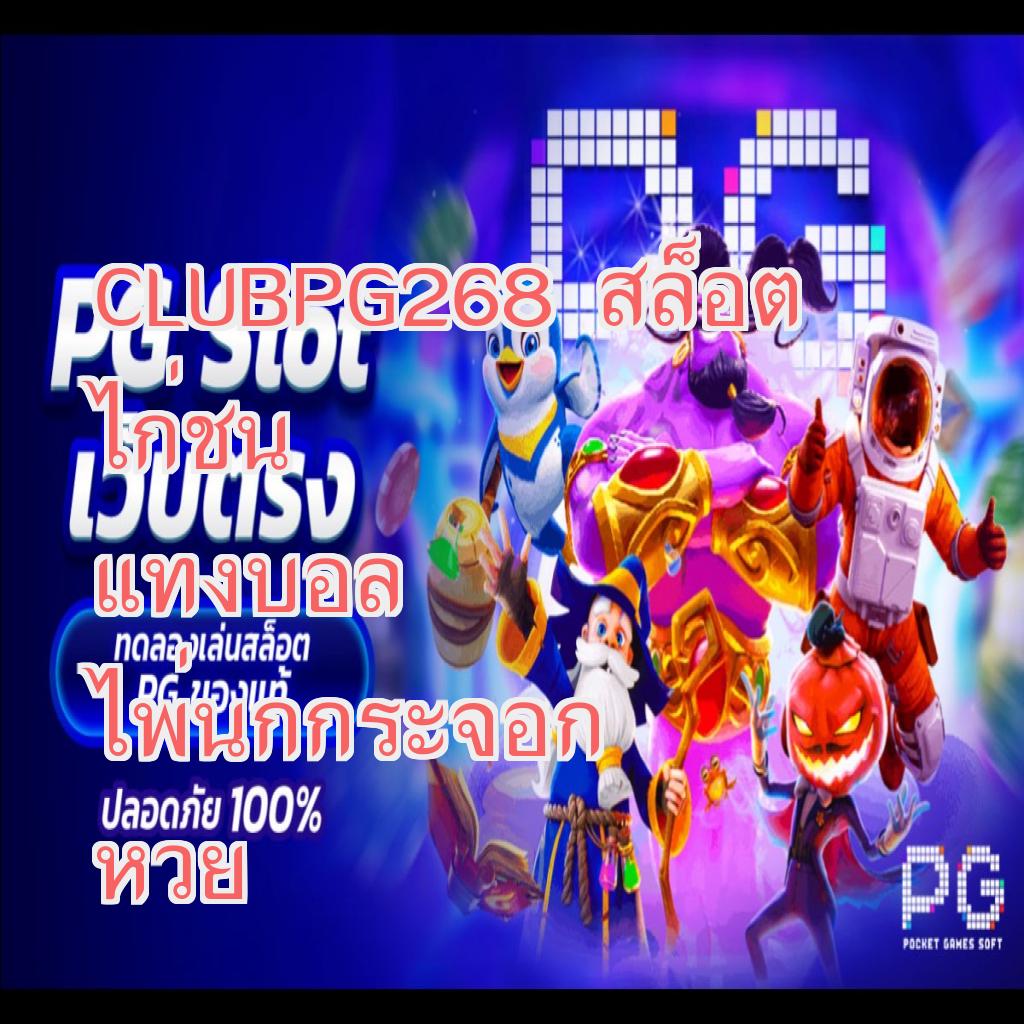 PG
CLUBPG268 สล็อต
PG Slot
ไก่ชน
เว็บตรง
แทงบอล
ทดลองเล่นสล็อต
PG ของแท้
ไพ่นกกระจอก
ปลอดภัย 100%
หวย
PG
POCKET GAMES SOFT